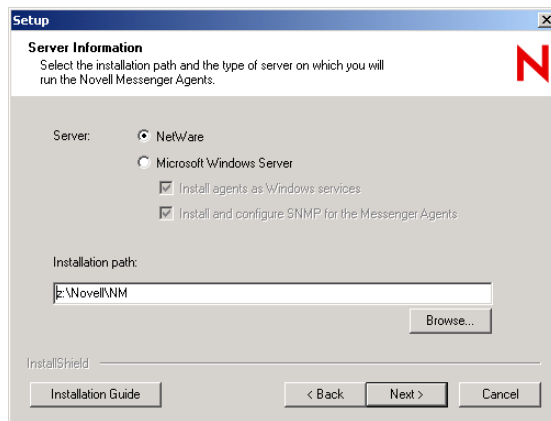 Setup
Server Information
Select the installation path and the type of server on which you will
run the Novell Messenger Agents.
N
Server:
NetWare
Microsoft Windows Server
Install agents as Windows services
Install and configure SNMP for the Messenger Agents
Installation path:
z:\Novell\NM
Browse...
InstallShield
Installation Guide
< Back
Next >
Cancel